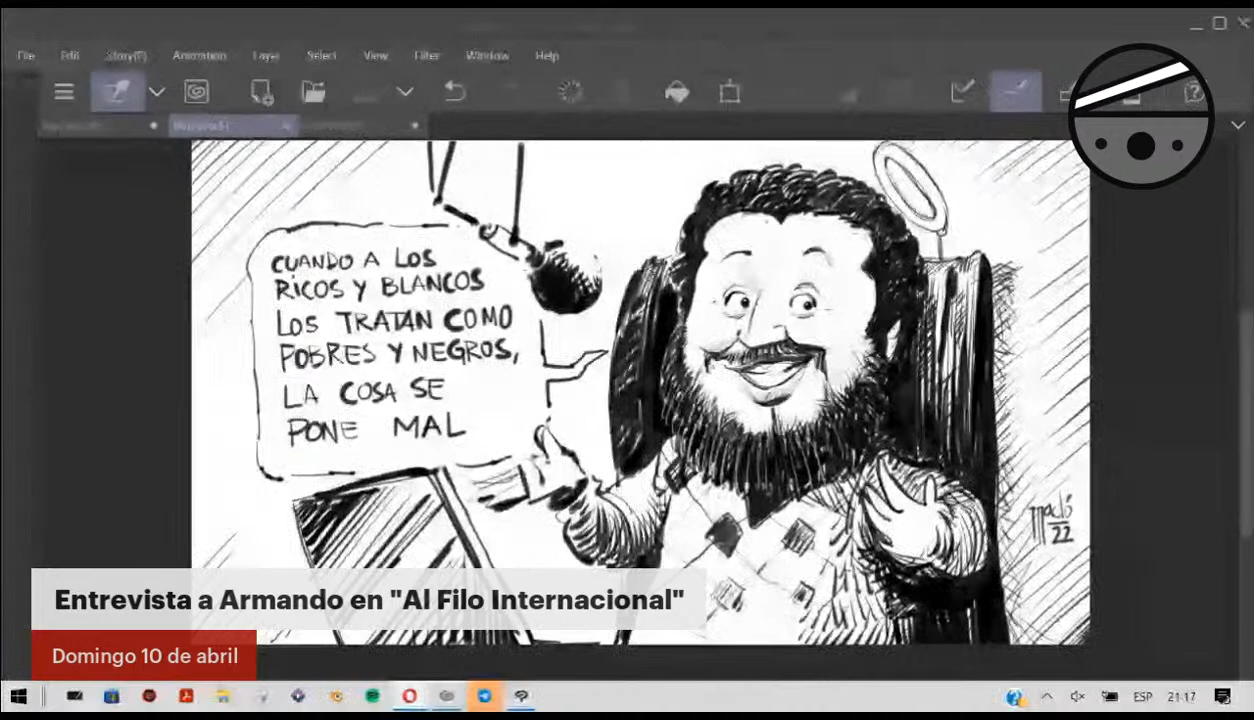 File Edit Story(P) Animation Layer Select View Filter Window Help
CUANDO A LOS
RICOS Y BLANCOS
LOS TRATAN COMO
POBRES Y NEGROS,
LA COSA SE
PONE MAL
22
Entrevista a Armando en "Al Filo Internacional"
Domingo 10 de abril
ESP 21:17